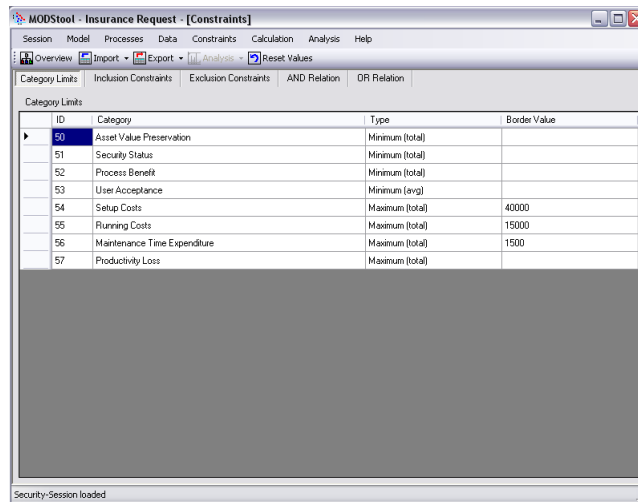 MODStool - Insurance Request - [Constraints]
Session Model Processes Data Constraints Calculation Analysis Help
Overview Import Export Analysis Reset Values
Category Limits Inclusion Constraints Exclusion Constraints AND Relation OR Relation
Category Limits
ID Category Type Border Value
50 Asset Value Preservation Minimum (total)
51 Security Status Minimum (total)
52 Process Benefit Minimum (total)
53 User Acceptance Minimum (avg)
54 Setup Costs Maximum (total) 40000
55 Running Costs Maximum (total) 15000
56 Maintenance Time Expenditure Maximum (total) 1500
57 Productivity Loss Maximum (total)
Security-Session loaded